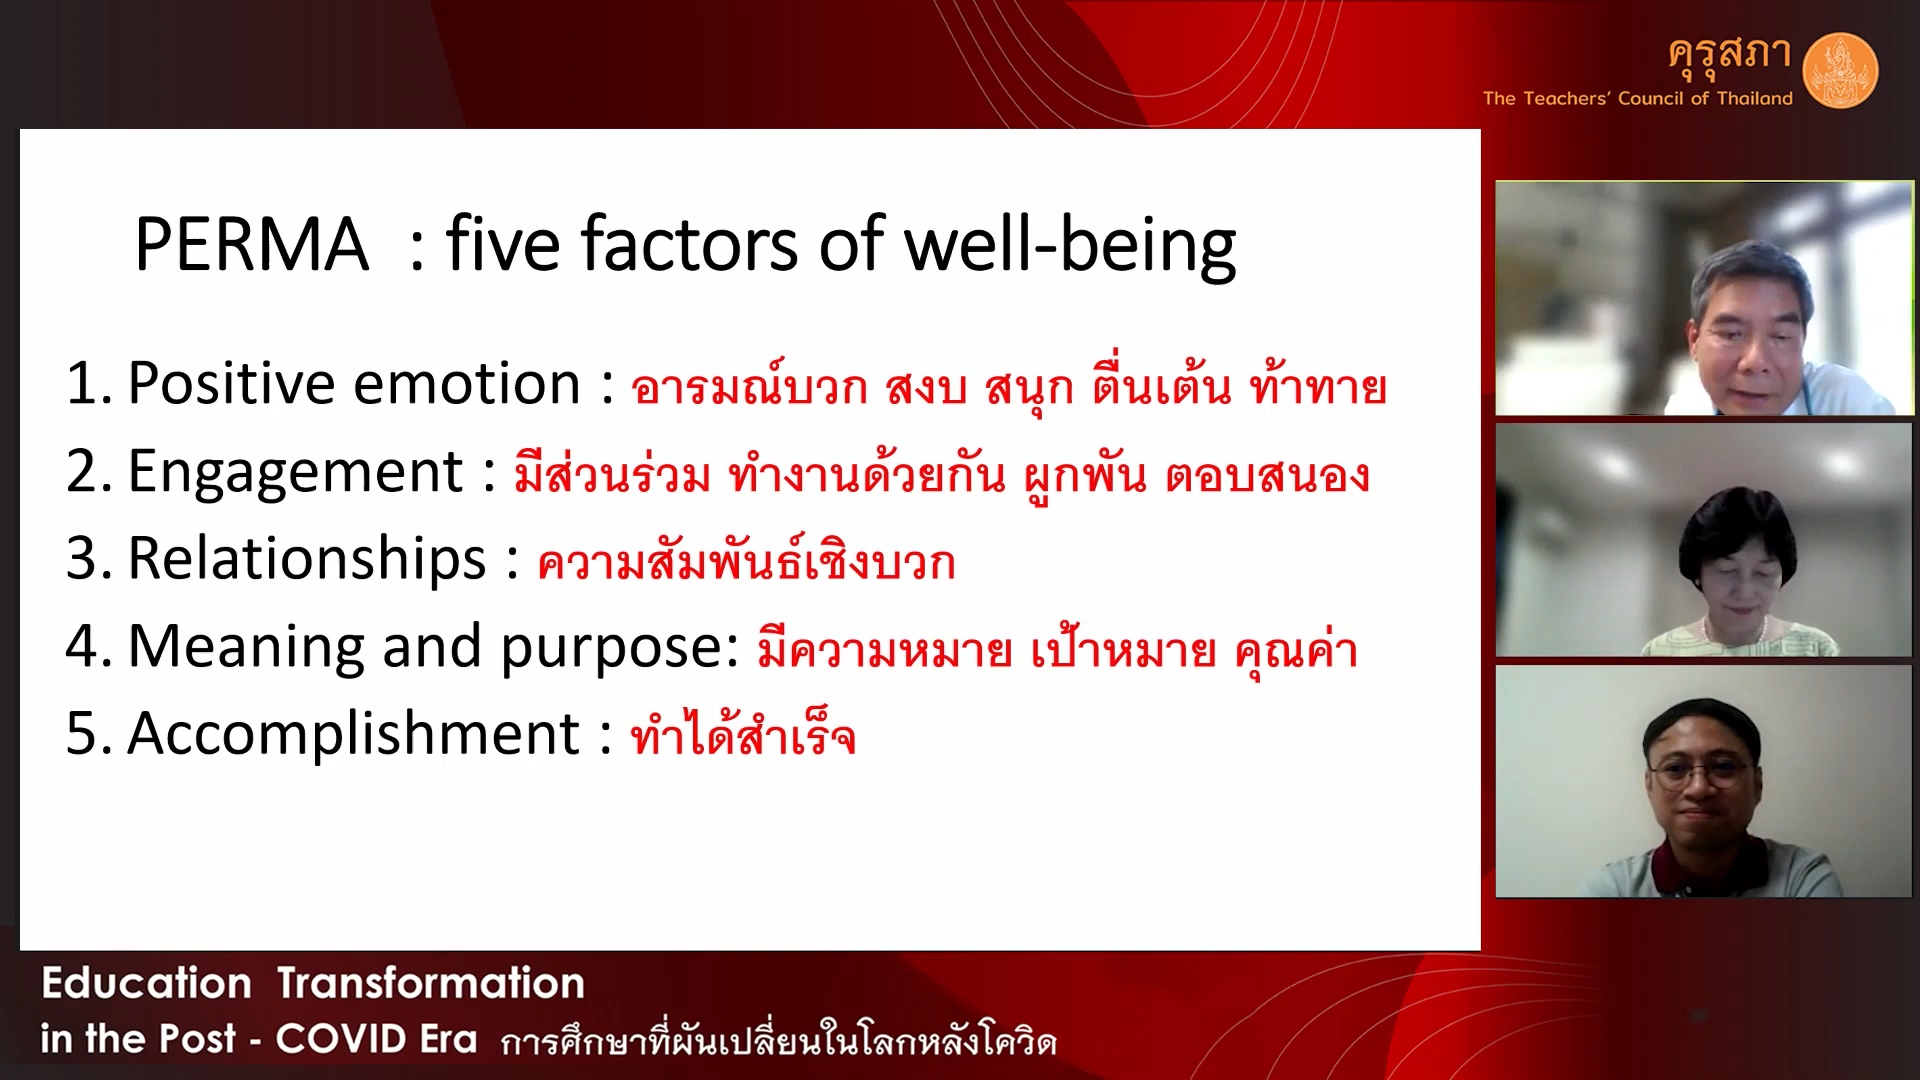 คุรุสภา
The Teachers' Council of Thailand
PERMA : five factors of well-being
1. Positive emotion : อารมณ์บวก สงบ สนุก ตื่นเต้น ท้าทาย
2. Engagement : มีส่วนร่วม ทำงานด้วยกัน ผูกพัน ตอบสนอง
3. Relationships : ความสัมพันธ์เชิงบวก
4. Meaning and purpose: มีความหมาย เป้าหมาย คุณค่า
5. Accomplishment : ทำได้สำเร็จ
Education Transformation
in the Post - COVID Era การศึกษาที่ผันเปลี่ยนในโลกหลังโควิด